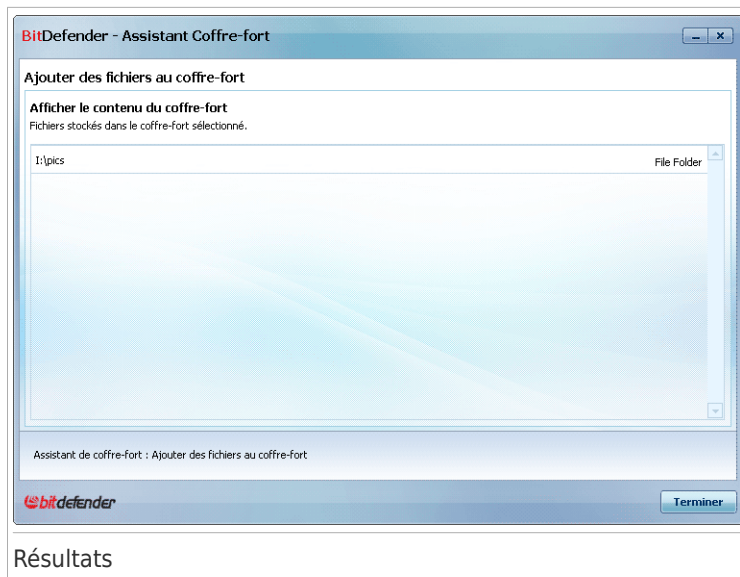 BitDefender - Assistant Coffre-fort
Ajouter des fichiers au coffre-fort
Afficher le contenu du coffre-fort
Fichiers stockés dans le coffre-fort sélectionné.
I:\pics File Folder
Assistant de coffre-fort : Ajouter des fichiers au coffre-fort
bitdefender Terminer
Résultats